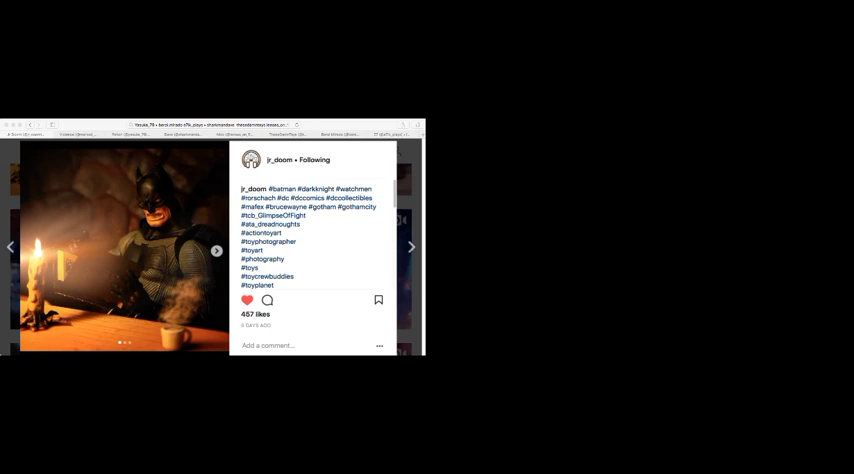 jr_doom • Following
jr_doom #batman #darkknight #watchmen
#rorschach #dc #dccomics #dccollectibles
#mafex #brucewayne #gotham #gothamcity
#tcb_GlimpseOfFight
#ata_dreadnoughts
#actiontoyart
#toyphotographer
#toyart
#photography
#toys
#toycrewbuddies
#toyplanet
457 likes
5 DAYS AGO
Add a comment...